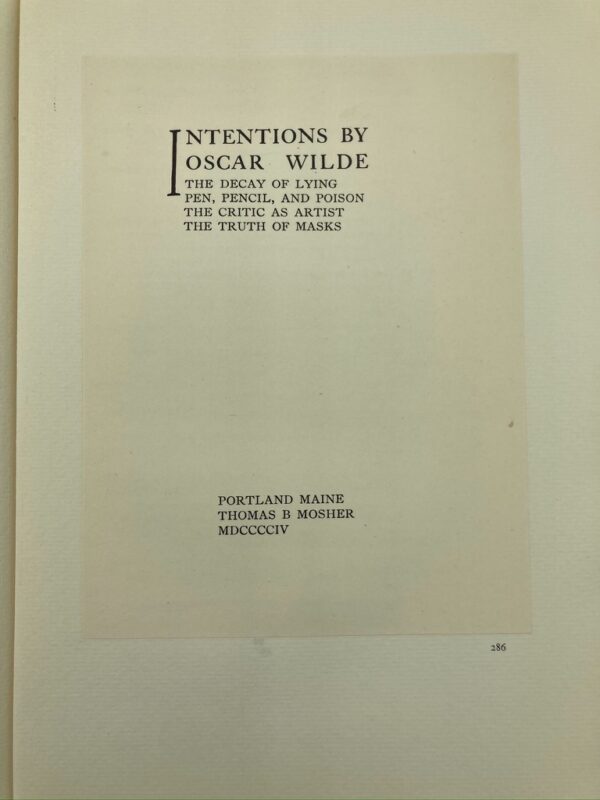 INTENTIONS BY
OSCAR WILDE
THE DECAY OF LYING
PEN, PENCIL, AND POISON
THE CRITIC AS ARTIST
THE TRUTH OF MASKS
PORTLAND MAINE
THOMAS B MOSHER
MDCCCCIV
286